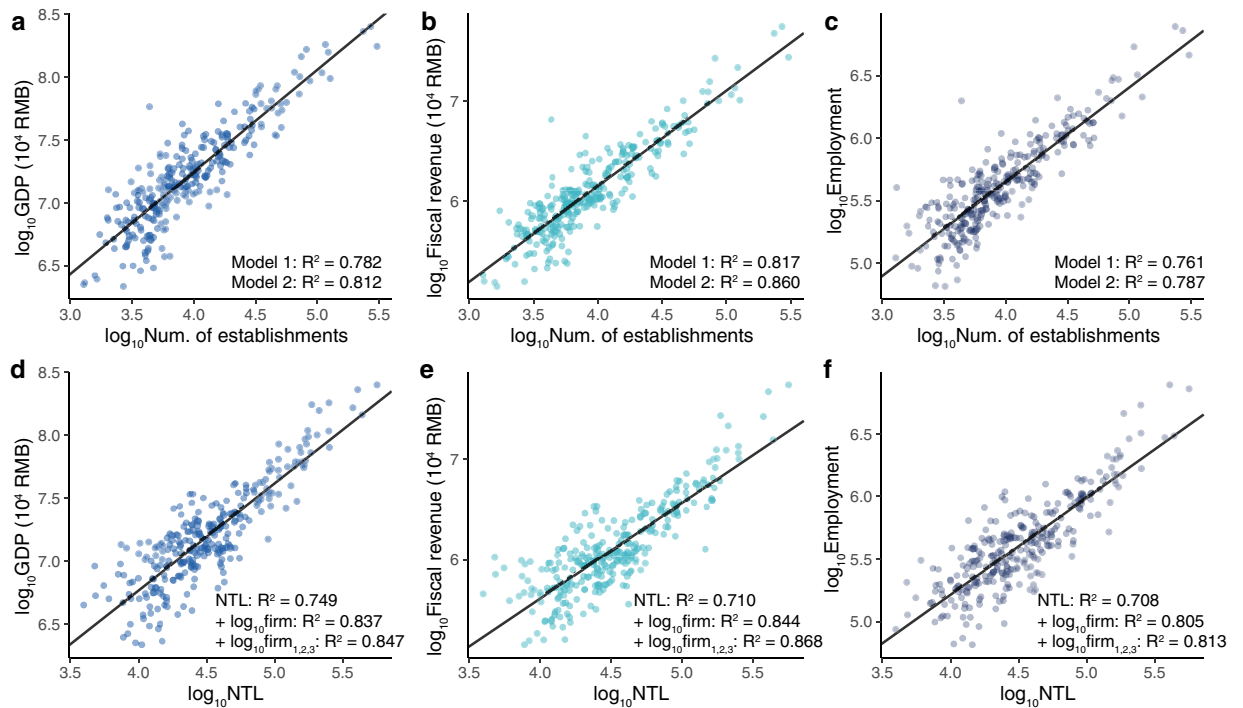 a
log₁₀GDP (10⁴ RMB)
8.5
8.0
7.5
7.0
6.5
Model 1: R² = 0.782
Model 2: R² = 0.812
3.0 3.5 4.0 4.5 5.0 5.5
log₁₀Num. of establishments
b
log₁₀Fiscal revenue (10⁴ RMB)
7
6
Model 1: R² = 0.817
Model 2: R² = 0.860
3.0 3.5 4.0 4.5 5.0 5.5
log₁₀Num. of establishments
c
log₁₀Employment
6.5
6.0
5.5
5.0
Model 1: R² = 0.761
Model 2: R² = 0.787
3.0 3.5 4.0 4.5 5.0 5.5
log₁₀Num. of establishments
d
log₁₀GDP (10⁴ RMB)
8.5
8.0
7.5
7.0
6.5
NTL: R² = 0.749
+ log₁₀firm: R² = 0.837
+ log₁₀firm₁,₂,₃: R² = 0.847
4.0 4.5 5.0 5.5
log₁₀NTL
e
log₁₀Fiscal revenue (10⁴ RMB)
7
6
NTL: R² = 0.710
+ log₁₀firm: R² = 0.844
+ log₁₀firm₁,₂,₃: R² = 0.868
3.5 4.0 4.5 5.0 5.5
log₁₀NTL
f
log₁₀Employment
6.5
6.0
5.5
5.0
NTL: R² = 0.708
+ log₁₀firm: R² = 0.805
+ log₁₀firm₁,₂,₃: R² = 0.813
3.5 4.0 4.5 5.0 5.5
log₁₀NTL